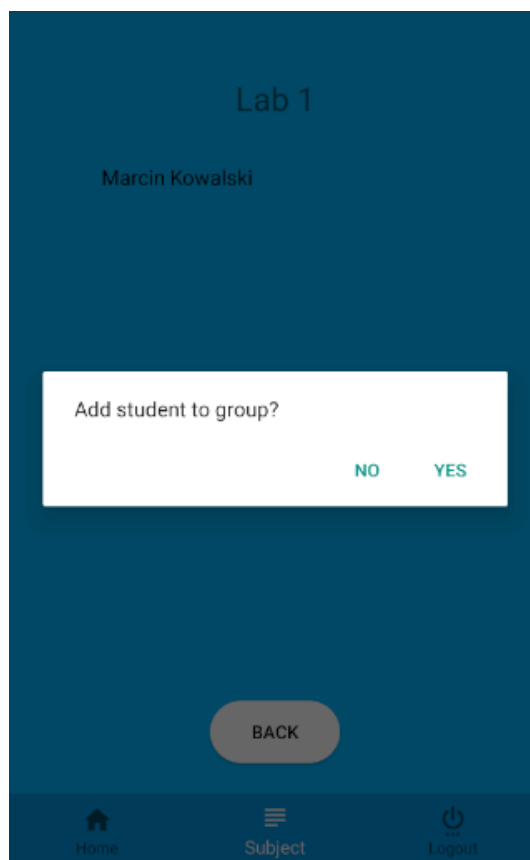 Lab 1
Marcin Kowalski
Add student to group?
NO YES
BACK
Home Subject Logout